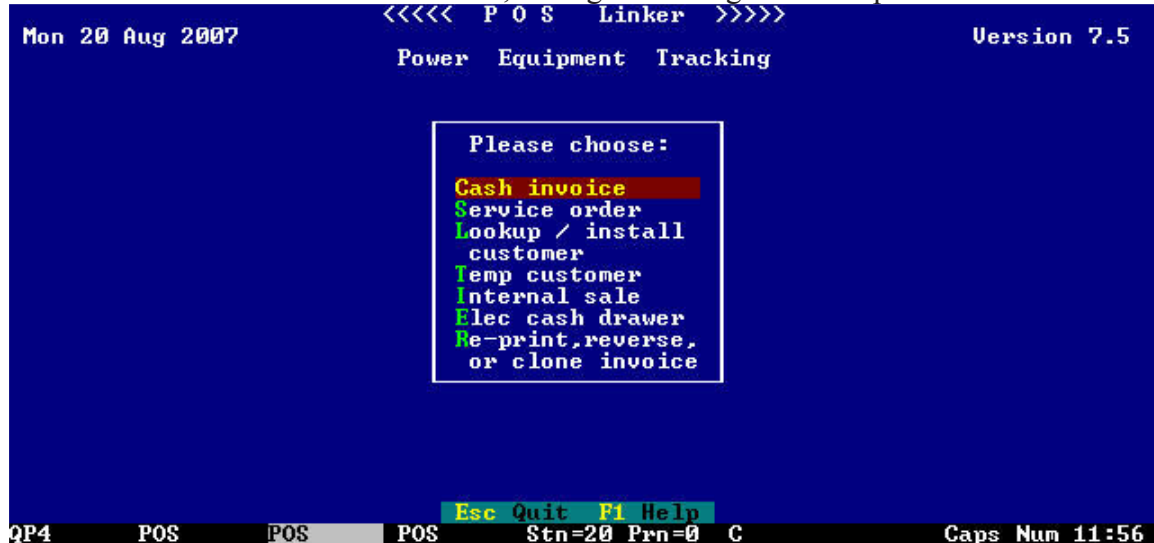 <<<<< P O S Linker >>>>>
Mon 20 Aug 2007
Version 7.5
Power Equipment Tracking
Please choose:
Cash invoice
Service order
Lookup / install
customer
Temp customer
Internal sale
Elec cash drawer
Re-print,reverse,
or clone invoice
Esc Quit F1 Help
QP4 POS POS POS Stn=20 Prn=0 C Caps Num 11:56